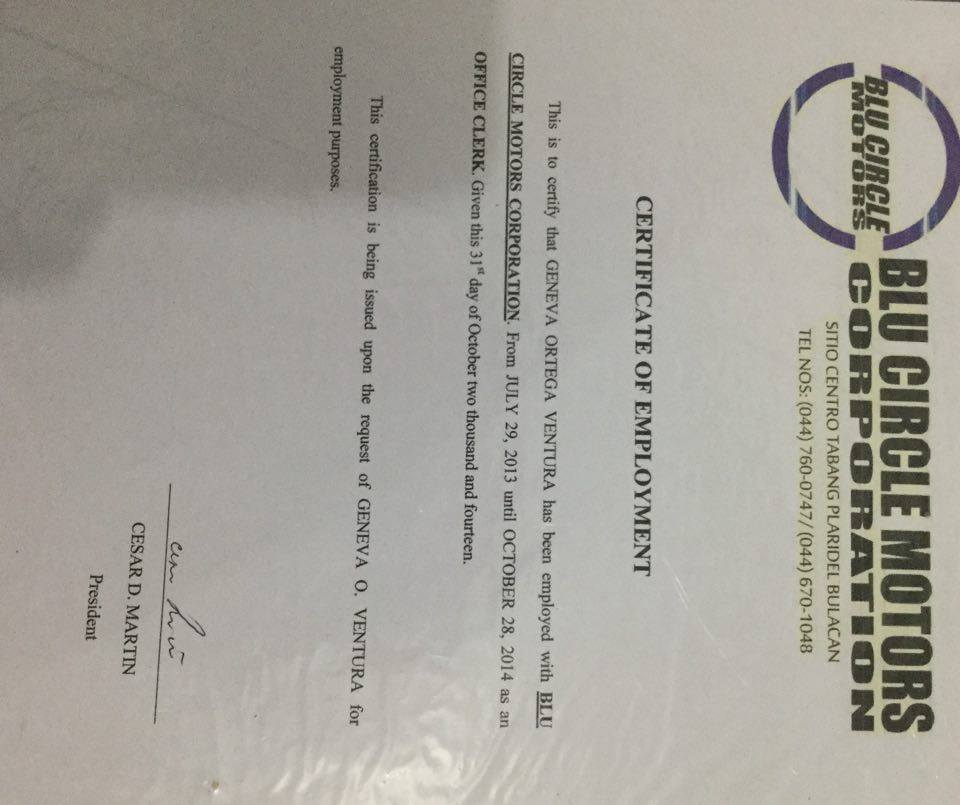 BLU CIRCLE
MOTORS
BLU CIRCLE MOTORS
CORPORATION
SITIO CENTRO TABANG PLARIDEL BULACAN
TEL NOS: (044) 760-0747/ (044) 670-1048
CERTIFICATE OF EMPLOYMENT
This is to certify that GENEVA ORTEGA VENTURA has been employed with BLU
CIRCLE MOTORS CORPORATION. From JULY 29, 2013 until OCTOBER 28, 2014 as an
OFFICE CLERK. Given this 31st day of October two thousand and fourteen.
This certification is being issued upon the request of GENEVA O. VENTURA for
employment purposes.
CESAR D. MARTIN
President